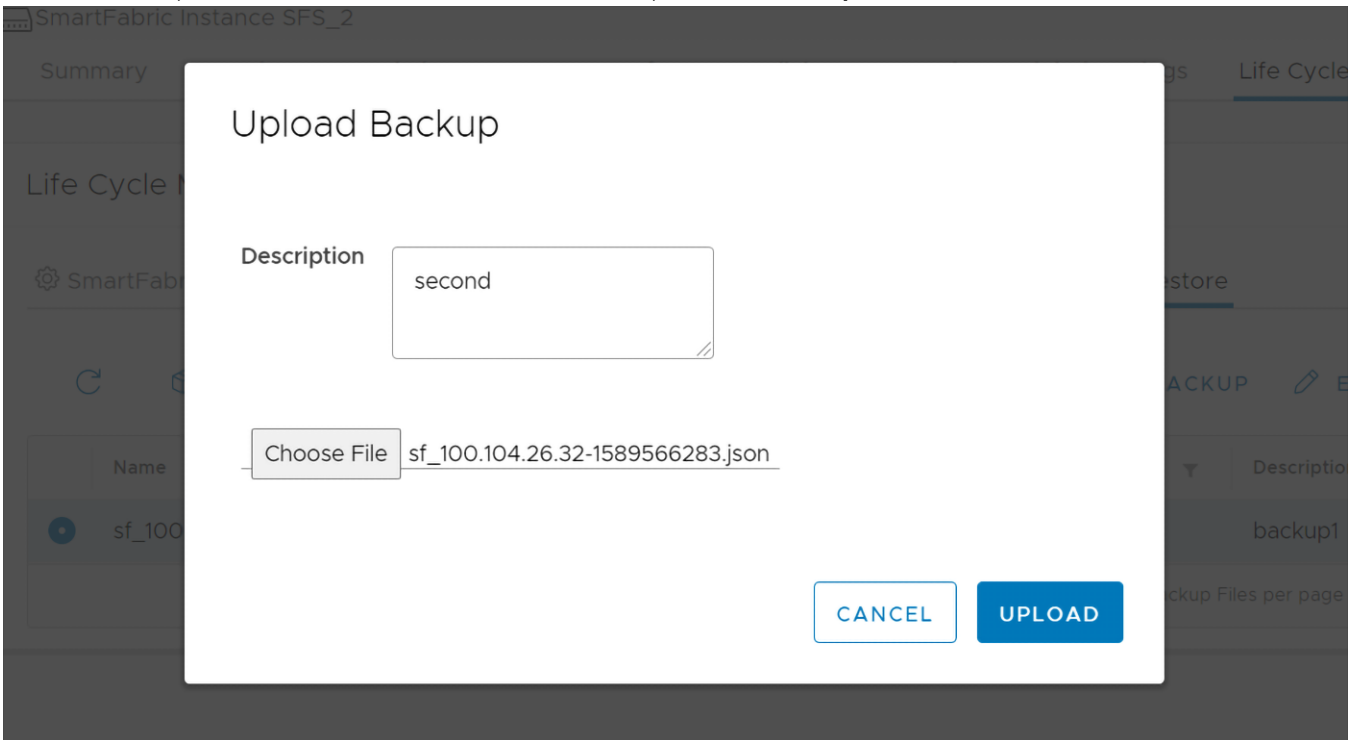 SmartFabric Instance SFS_2
Summary
Life Cycle
Upload Backup
Life Cycle
Description
second
SmartFabr
estore
ACKUP
Choose File sf_100.104.26.32-1589566283.json
Name
Descriptio
sf_100
backup1
CANCEL
UPLOAD
ckup Files per page